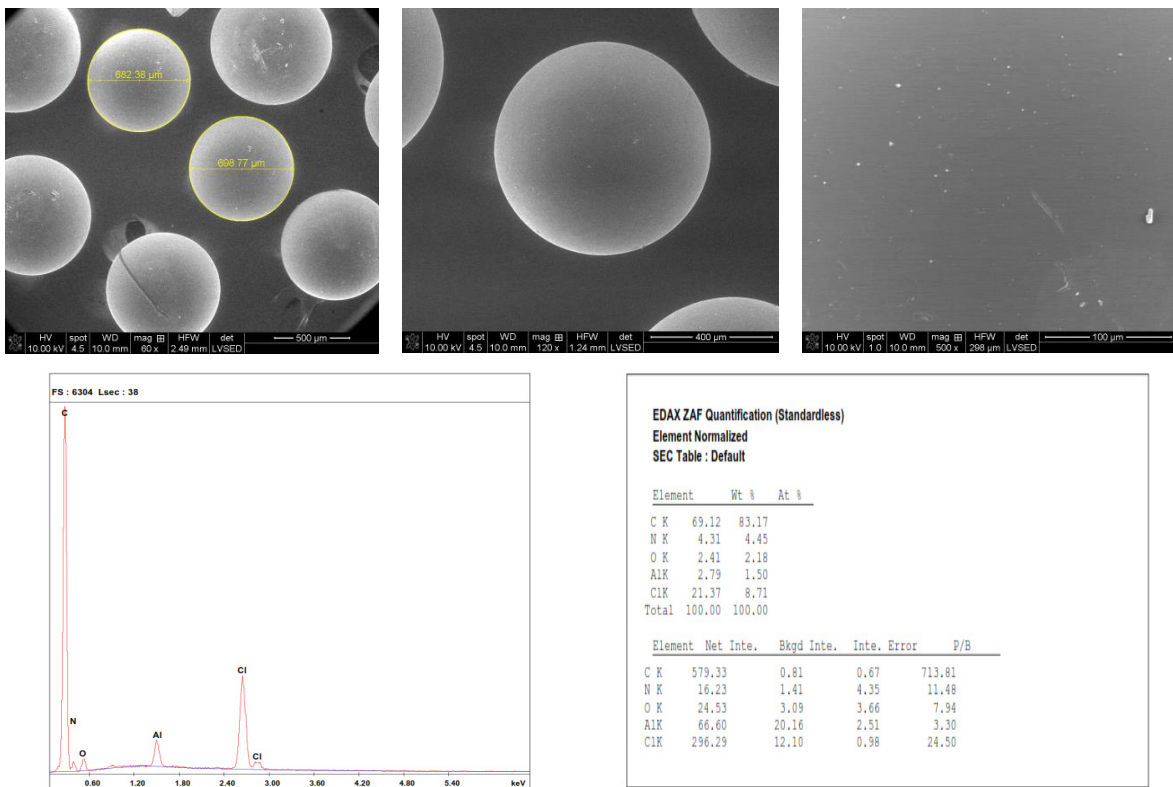 682.38 µm
698.77 µm
HV spot WD mag ⊞ HFW det 500 µm
10.00 kV 4.5 10.0 mm 60 x 2.49 mm LVSED
HV spot WD mag ⊞ HFW det 400 µm
10.00 kV 4.5 10.0 mm 120 x 1.24 mm LVSED
HV spot WD mag ⊞ HFW det 100 µm
10.00 kV 1.0 10.0 mm 500 x 298 µm LVSED
FS : 6304 Lsec : 38
C
N
O
Al
Cl
Cl
0.60 1.20 1.80 2.40 3.00 3.60 4.20 4.80 5.40 keV
EDAX ZAF Quantification (Standardless)
Element Normalized
SEC Table : Default
Element Wt % At %
C K 69.12 83.17
N K 4.31 4.45
O K 2.41 2.18
AlK 2.79 1.50
ClK 21.37 8.71
Total 100.00 100.00
Element Net Inte. Bkgd Inte. Inte. Error P/B
C K 579.33 0.81 0.67 713.81
N K 16.23 1.41 4.35 11.48
O K 24.53 3.09 3.66 7.94
AlK 66.60 20.16 2.51 3.30
ClK 296.29 12.10 0.98 24.50